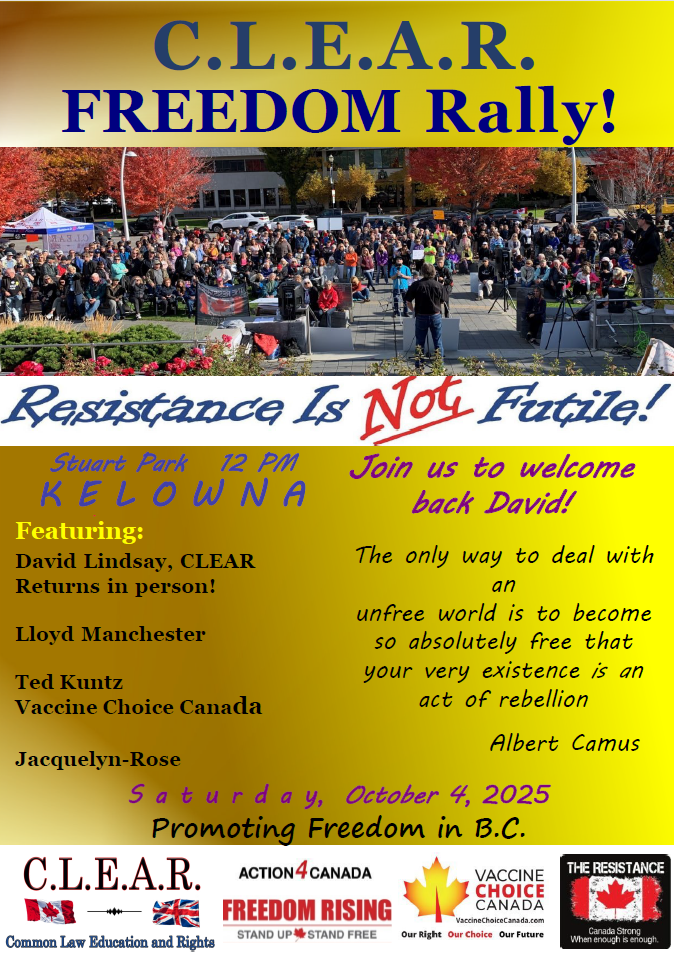 C.L.E.A.R.
FREEDOM Rally!
Resistance Is Not Futile!
Stuart Park 12 PM
KELOWNA
Featuring:
David Lindsay, CLEAR
Returns in person!
Lloyd Manchester
Ted Kuntz
Vaccine Choice Canada
Jacquelyn-Rose
Join us to welcome
back David!
The only way to deal with
an
unfree world is to become
so absolutely free that
your very existence is an
act of rebellion
Albert Camus
Saturday, October 4, 2025
Promoting Freedom in B.C.
C.L.E.A.R.
Common Law Education and Rights
ACTION4CANADA
FREEDOM RISING
STAND UP STAND FREE
VACCINE
CHOICE
CANADA
VaccineChoiceCanada.com
Our Right Our Choice Our Future
THE RESISTANCE
Canada Strong
When enough is enough.